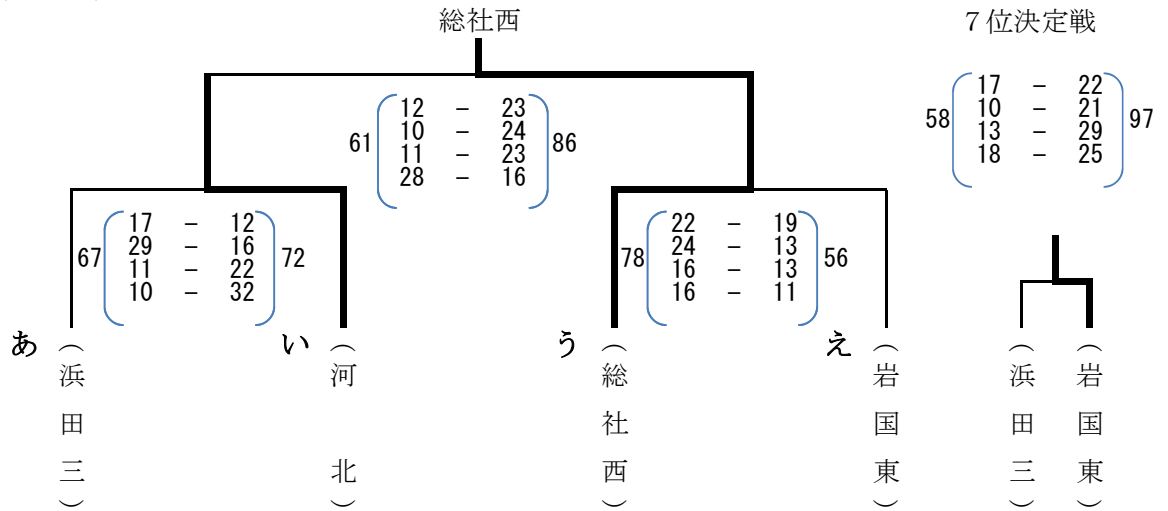 総社西
7位決定戦
61
12 – 23
10 – 24
11 – 23
28 – 16
86
58
17 – 22
10 – 21
13 – 29
18 – 25
97
67
17 – 12
29 – 16
11 – 22
10 – 32
72
78
22 – 19
24 – 13
16 – 13
16 – 11
56
あ
(浜田三)
い
(河北)
う
(総社西)
え
(岩国東)
(浜田三)
(岩国東)